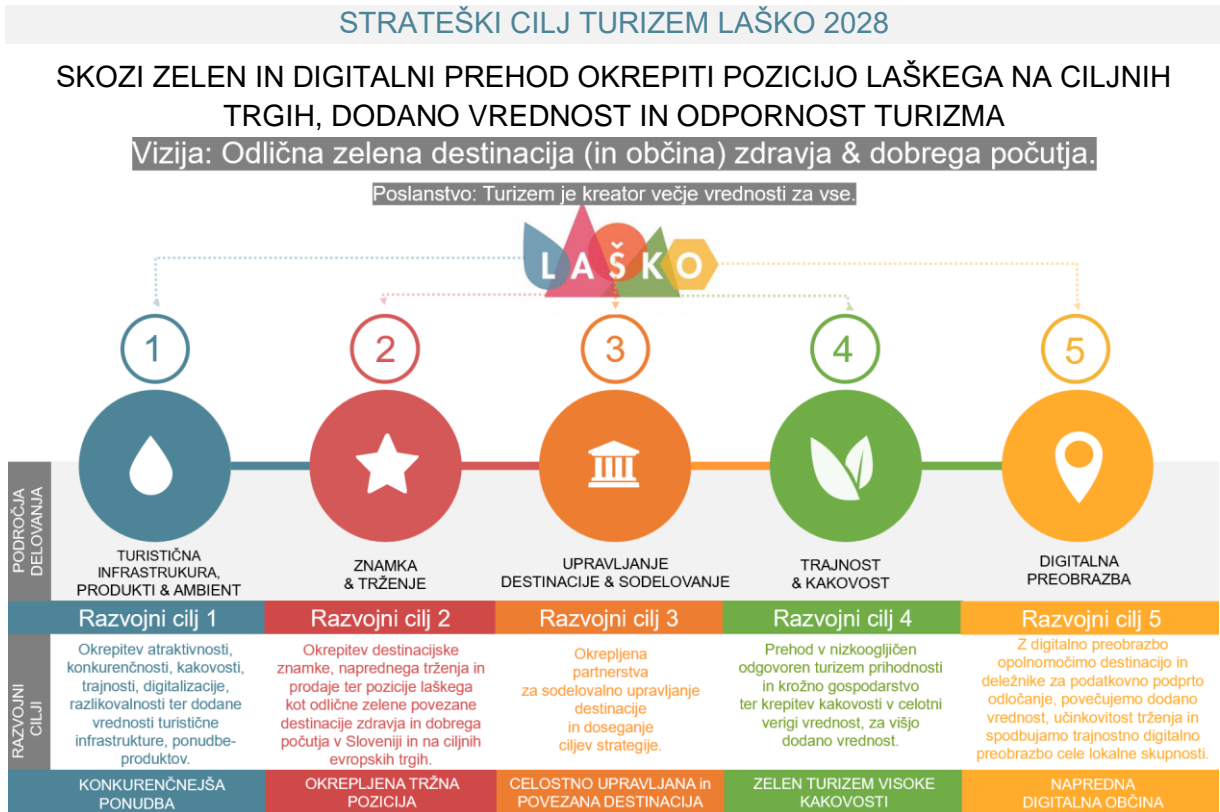 STRATEŠKI CILJ TURIZEM LAŠKO 2028
SKOZI ZELEN IN DIGITALNI PREHOD OKREPITI POZICIJO LAŠKEGA NA CILJNIH
TRGIH, DODANO VREDNOST IN ODPORNOST TURIZMA
Vizija: Odlična zelena destinacija (in občina) zdravja & dobrega počutja.
Poslanstvo: Turizem je kreator večje vrednosti za vse.
LAŠKO
1
2
3
4
5
PODROČJA
DELOVANJA
TURISTIČNA
INFRASTRUKURA,
PRODUKTI & AMBIENT
ZNAMKA
& TRŽENJE
UPRAVLJANJE
DESTINACIJE & SODELOVANJE
TRAJNOST
& KAKOVOST
DIGITALNA
PREOBRAZBA
Razvojni cilj 1
Razvojni cilj 2
Razvojni cilj 3
Razvojni cilj 4
Razvojni cilj 5
RAZVOJNI
CILJI
Okrepitev atraktivnosti,
konkurenčnosti, kakovosti,
trajnosti, digitalizacije,
razlikovalnosti ter dodane
vrednosti turistične
infrastrukture, ponudbe-
produktov.
Okrepitev destinacijske
znamke, naprednega trženja in
prodaje ter pozicije laškega
kot odlične zelene povezane
destinacije zdravja in dobrega
počutja v Sloveniji in na ciljnih
evropskih trgih.
Okrepljena
partnerstva
za sodelovalno upravljanje
destinacije
in doseganje
ciljev strategije.
Prehod v nizkoogljičen
odgovoren turizem prihodnosti
in krožno gospodarstvo
ter krepitev kakovosti v celotni
verigi vrednost, za višjo
dodano vrednost.
Z digitalno preobrazbo
opolnomočimo destinacijo in
deležnike za podatkovno podprto
odločanje, povečujemo dodano
vrednost, učinkovitost trženja in
spodbujamo trajnostno digitalno
preobrazbo cele lokalne skupnosti.
KONKURENČNEJŠA
PONUDBA
OKREPLJENA TRŽNA
POZICIJA
CELOSTNO UPRAVLJANA in
POVEZANA DESTINACIJA
ZELEN TURIZEM VISOKE
KAKOVOSTI
NAPREDNA
DIGITALNA OBČINA